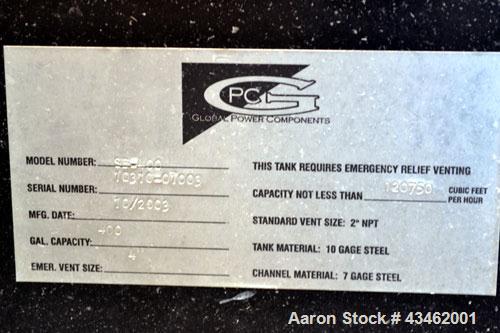 GPC
GLOBAL POWER COMPONENTS
MODEL NUMBER:
SERIAL NUMBER:
MFG. DATE: 10/2003
GAL. CAPACITY: 400
EMER. VENT SIZE: 4
THIS TANK REQUIRES EMERGENCY RELIEF VENTING
CAPACITY NOT LESS THAN 120750 CUBIC FEET PER HOUR
STANDARD VENT SIZE: 2" NPT
TANK MATERIAL: 10 GAGE STEEL
CHANNEL MATERIAL: 7 GAGE STEEL
Aaron Stock # 43462001